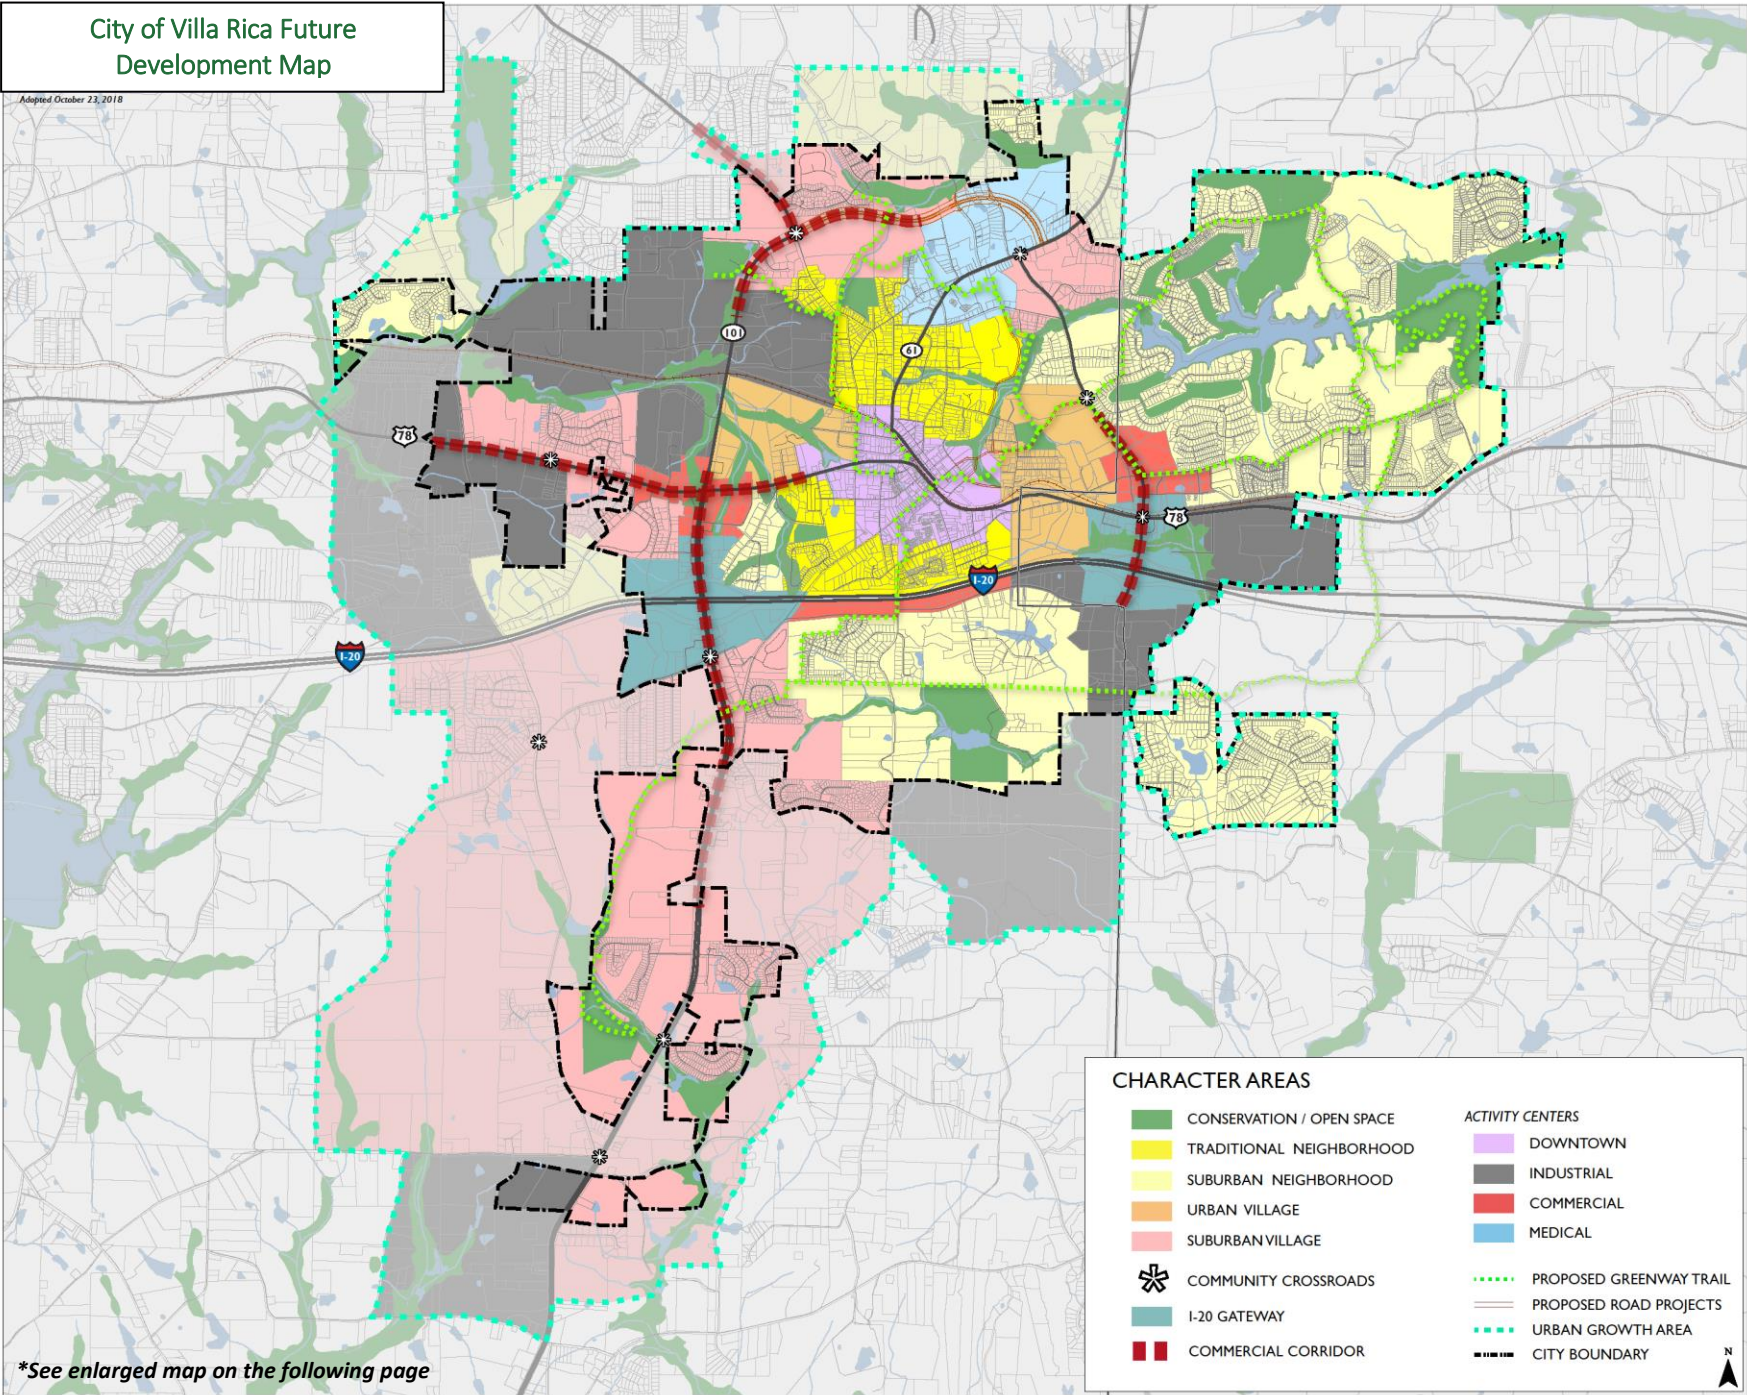 City of Villa Rica Future
Development Map
Adopted October 23, 2018
101
61
78
78
I-20
I-20
CHARACTER AREAS
CONSERVATION / OPEN SPACE
TRADITIONAL NEIGHBORHOOD
SUBURBAN NEIGHBORHOOD
URBAN VILLAGE
SUBURBAN VILLAGE
COMMUNITY CROSSROADS
I-20 GATEWAY
COMMERCIAL CORRIDOR
ACTIVITY CENTERS
DOWNTOWN
INDUSTRIAL
COMMERCIAL
MEDICAL
PROPOSED GREENWAY TRAIL
PROPOSED ROAD PROJECTS
URBAN GROWTH AREA
CITY BOUNDARY
N
*See enlarged map on the following page